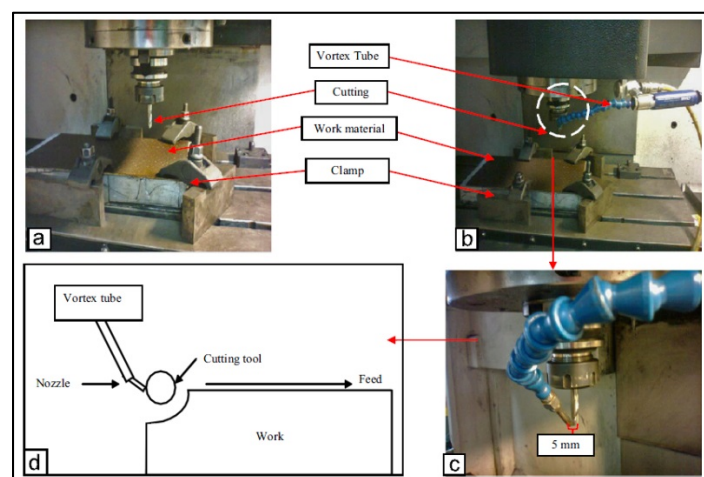 Vortex Tube
Cutting
Work material
Clamp
a
b
Vortex tube
Cutting tool
Nozzle
Feed
Work
d
5 mm
c